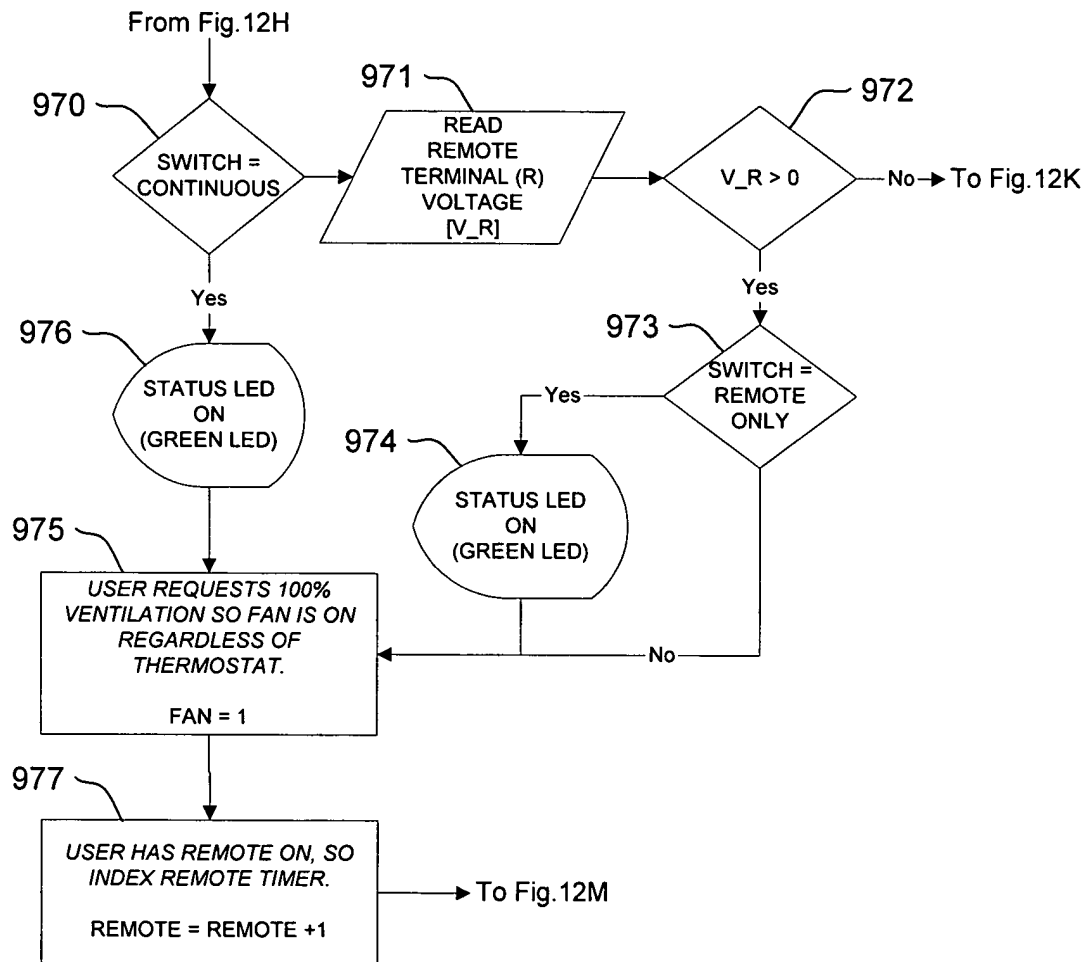 From Fig.12H
970
SWITCH =
CONTINUOUS
971
READ
REMOTE
TERMINAL (R)
VOLTAGE
[V_R]
972
V_R > 0
No
To Fig.12K
Yes
976
STATUS LED
ON
(GREEN LED)
Yes
973
SWITCH =
REMOTE
ONLY
Yes
974
STATUS LED
ON
(GREEN LED)
No
975
USER REQUESTS 100%
VENTILATION SO FAN IS ON
REGARDLESS OF
THERMOSTAT.
FAN = 1
977
USER HAS REMOTE ON, SO
INDEX REMOTE TIMER.
REMOTE = REMOTE +1
To Fig.12M